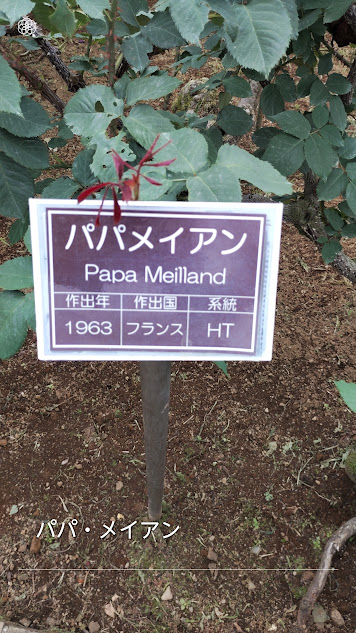 パパメイアン
Papa Meilland
作出年 作出国 系統
1963 フランス HT
パパ・メイアン